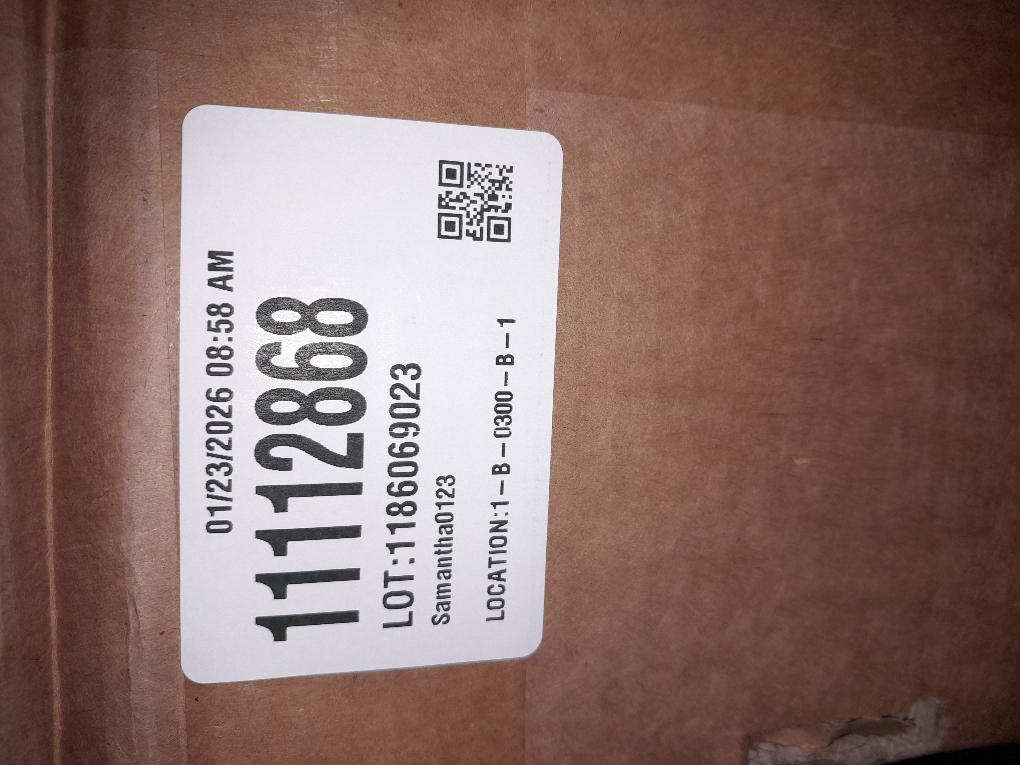 01/23/2026 08:58 AM
11112868
LOT:1186069023
Samantha0123
LOCATION:1-B-0300-B-1